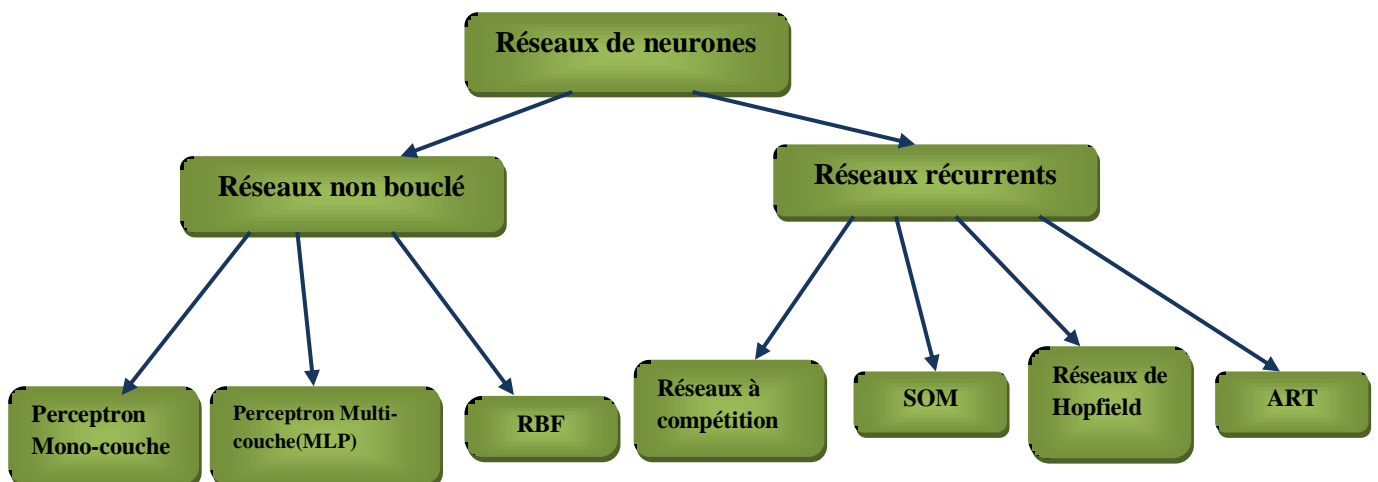 Réseaux de neurones
Réseaux non bouclé
Réseaux récurrents
Perceptron
Mono-couche
Perceptron Multi-
couche(MLP)
RBF
Réseaux à
compétition
SOM
Réseaux de
Hopfield
ART